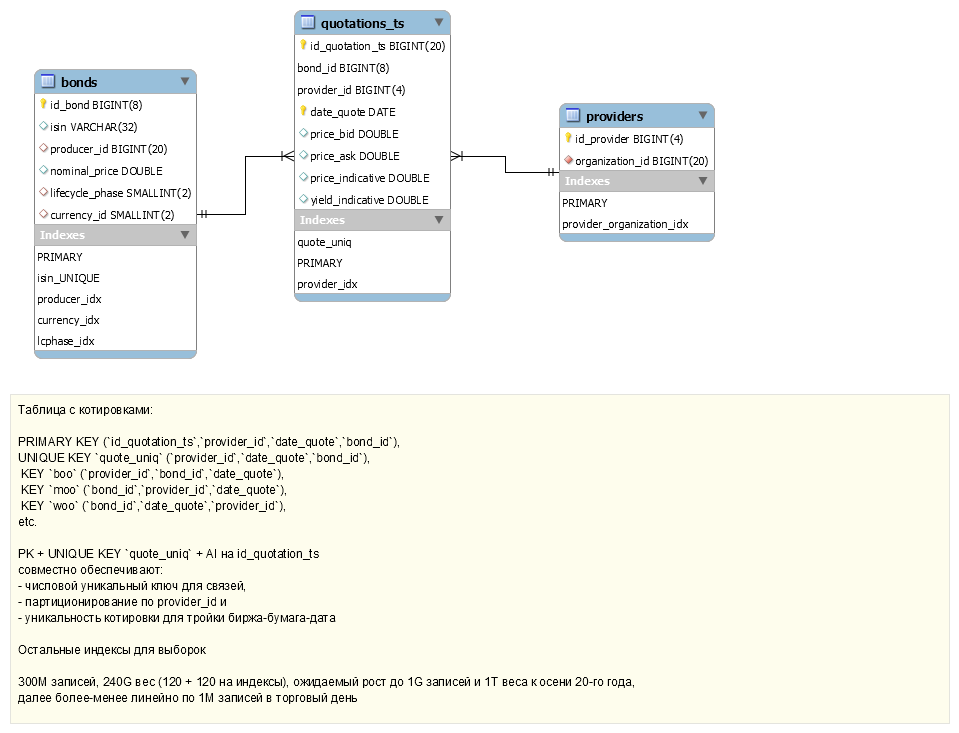 quotations_ts
id_quotation_ts BIGINT(20)
bond_id BIGINT(8)
provider_id BIGINT(4)
date_quote DATE
price_bid DOUBLE
price_ask DOUBLE
price_indicative DOUBLE
yield_indicative DOUBLE
Indexes
quote_uniq
PRIMARY
provider_idx
bonds
id_bond BIGINT(8)
isin VARCHAR(32)
producer_id BIGINT(20)
nominal_price DOUBLE
lifecycle_phase SMALLINT(2)
currency_id SMALLINT(2)
Indexes
PRIMARY
isin_UNIQUE
producer_idx
currency_idx
lcphase_idx
providers
id_provider BIGINT(4)
organization_id BIGINT(20)
Indexes
PRIMARY
provider_organization_idx
Таблица с котировками:
PRIMARY KEY (`id_quotation_ts`,`provider_id`,`date_quote`,`bond_id`),
UNIQUE KEY `quote_uniq` (`provider_id`,`date_quote`,`bond_id`),
KEY `boo` (`provider_id`,`bond_id`,`date_quote`),
KEY `moo` (`bond_id`,`provider_id`,`date_quote`),
KEY `woo` (`bond_id`,`date_quote`,`provider_id`),
etc.
PK + UNIQUE KEY `quote_uniq` + AI на id_quotation_ts
совместно обеспечивают:
- числовой уникальный ключ для связей,
- партиционирование по provider_id и
- уникальность котировки для тройки биржа-бумага-дата
Остальные индексы для выборок
300М записей, 240G вес (120 + 120 на индексы), ожидаемый рост до 1G записей и 1Т веса к осени 20-го года,
далее более-менее линейно по 1М записей в торговый день